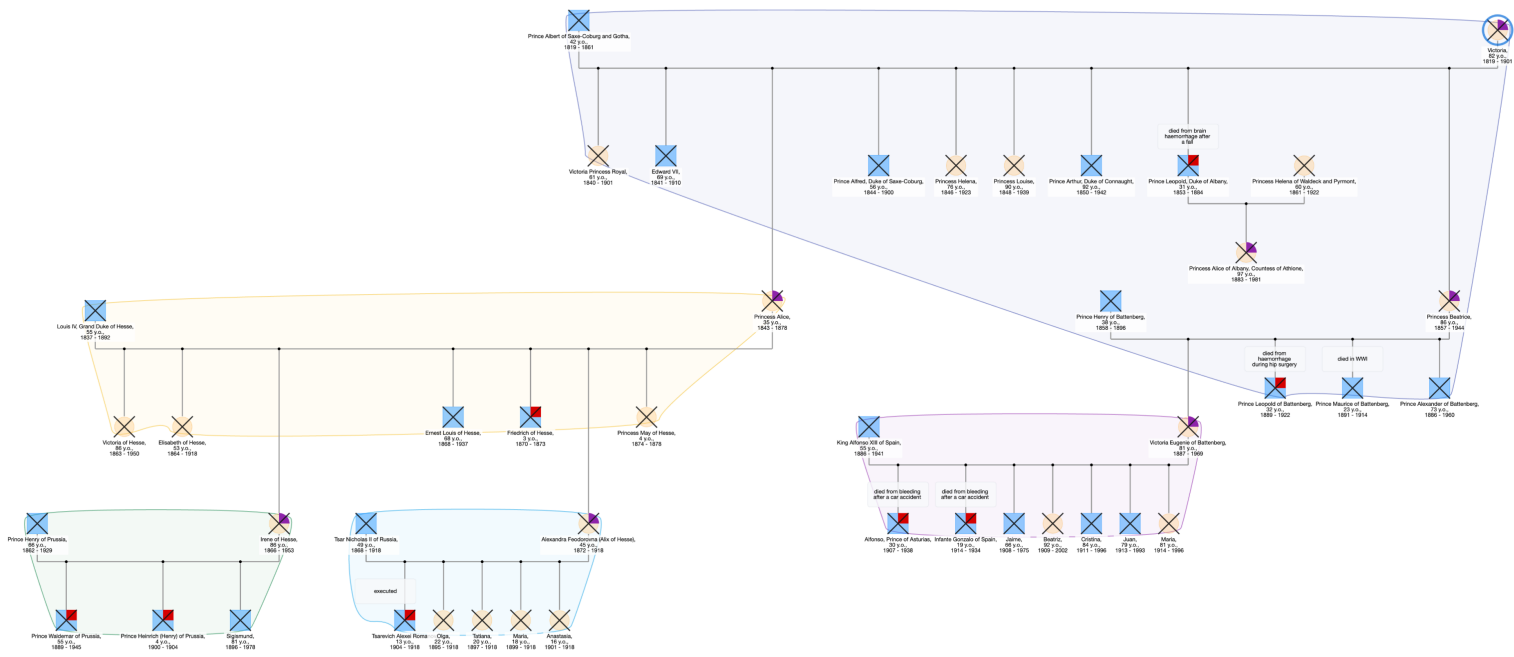 Prince Albert of Saxe-Coburg and Gotha,
42 y.o.,
1819 - 1861
Victoria,
82 y.o.,
1819 - 1901
died from brain
haemorrhage after
a fall
Victoria Princess Royal,
61 y.o.,
1840 - 1901
Edward VII,
69 y.o.,
1841 - 1910
Prince Alfred, Duke of Saxe-Coburg,
56 y.o.,
1844 - 1900
Princess Helena,
76 y.o.,
1846 - 1923
Princess Louise,
90 y.o.,
1848 - 1939
Prince Arthur, Duke of Connaught,
92 y.o.,
1850 - 1942
Prince Leopold, Duke of Albany,
31 y.o.,
1853 - 1884
Princess Helena of Waldeck and Pyrmont,
60 y.o.,
1861 - 1922
Princess Alice of Albany, Countess of Athlone,
97 y.o.,
1883 - 1981
Louis IV, Grand Duke of Hesse,
55 y.o.,
1837 - 1892
Princess Alice,
35 y.o.,
1843 - 1878
Prince Henry of Battenberg,
38 y.o.,
1858 - 1896
Princess Beatrice,
86 y.o.,
1857 - 1944
died from
haemorrhage
during hip surgery
died in WWI
Prince Leopold of Battenberg,
32 y.o.,
1889 - 1922
Prince Maurice of Battenberg,
23 y.o.,
1891 - 1914
Prince Alexander of Battenberg,
73 y.o.,
1886 - 1960
Victoria of Hesse,
86 y.o.,
1863 - 1950
Elisabeth of Hesse,
53 y.o.,
1864 - 1918
Ernest Louis of Hesse,
68 y.o.,
1868 - 1937
Friedrich of Hesse,
3 y.o.,
1870 - 1873
Princess May of Hesse,
4 y.o.,
1874 - 1878
King Alfonso XIII of Spain,
55 y.o.,
1886 - 1941
Victoria Eugenie of Battenberg,
81 y.o.,
1887 - 1969
died from bleeding
after a car accident
died from bleeding
after a car accident
Alfonso, Prince of Asturias,
30 y.o.,
1907 - 1938
Infante Gonzalo of Spain,
19 y.o.,
1914 - 1934
Jaime,
66 y.o.,
1908 - 1975
Beatriz,
92 y.o.,
1909 - 2002
Cristina,
84 y.o.,
1911 - 1996
Juan,
79 y.o.,
1913 - 1993
Maria,
81 y.o.,
1914 - 1996
Prince Henry of Prussia,
66 y.o.,
1862 - 1929
Irene of Hesse,
86 y.o.,
1866 - 1953
Tsar Nicholas II of Russia,
49 y.o.,
1868 - 1918
Alexandra Feodorovna (Alix of Hesse),
45 y.o.,
1872 - 1918
executed
Prince Waldemar of Prussia,
55 y.o.,
1889 - 1945
Prince Heinrich (Henry) of Prussia,
4 y.o.,
1900 - 1904
Sigismund,
81 y.o.,
1896 - 1978
Tsarevich Alexei Roma
13 y.o.,
1904 - 1918
Olga,
22 y.o.,
1895 - 1918
Tatiana,
20 y.o.,
1897 - 1918
Maria,
18 y.o.,
1899 - 1918
Anastasia,
16 y.o.,
1901 - 1918